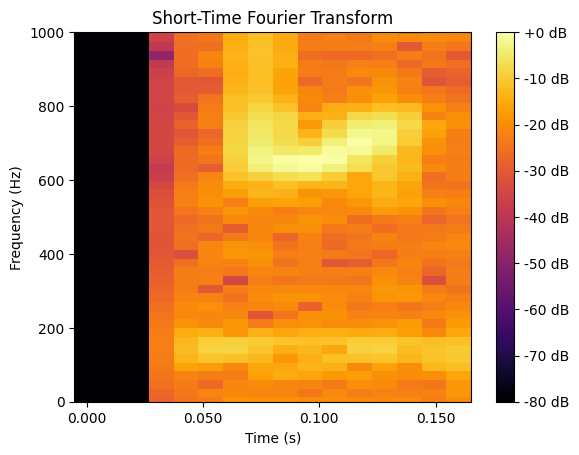 Short-Time Fourier Transform
1000
800
600
400
200
0
Frequency (Hz)
0.000
0.050
0.100
0.150
Time (s)
+0 dB
-10 dB
-20 dB
-30 dB
-40 dB
-50 dB
-60 dB
-70 dB
-80 dB